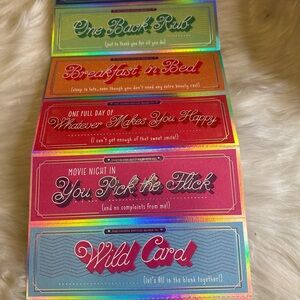 One Back Rub
(just to thank you for all you do)
Breakfast in Bed
(sleep in late...even though you don't need any extra beauty rest)
ONE FULL DAY OF
Whatever Makes You Happy
(I can't get enough of that sweet smile!)
MOVIE NIGHT IN
You Pick the Flick
(and no complaints from me!)
Wild Card
(let's fill in the blank together!)